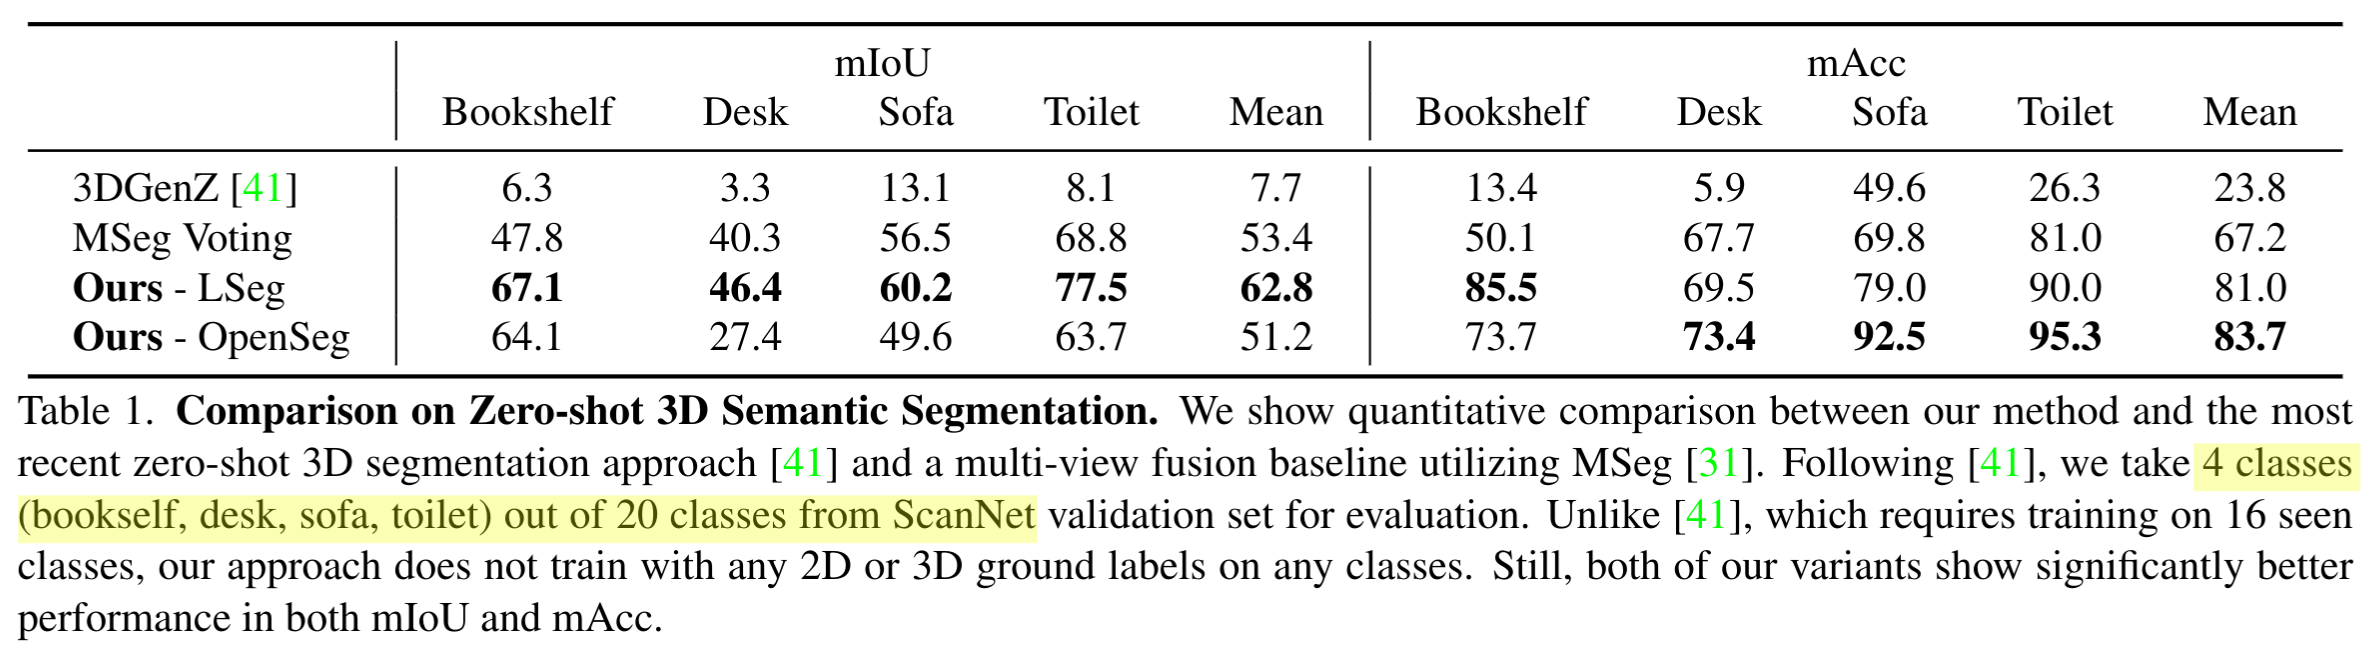 mIoU mAcc
Bookshelf Desk Sofa Toilet Mean Bookshelf Desk Sofa Toilet Mean
3DGenZ [41] 6.3 3.3 13.1 8.1 7.7 13.4 5.9 49.6 26.3 23.8
MSeg Voting 47.8 40.3 56.5 68.8 53.4 50.1 67.7 69.8 81.0 67.2
Ours - LSeg 67.1 46.4 60.2 77.5 62.8 85.5 69.5 79.0 90.0 81.0
Ours - OpenSeg 64.1 27.4 49.6 63.7 51.2 73.7 73.4 92.5 95.3 83.7
Table 1. Comparison on Zero-shot 3D Semantic Segmentation. We show quantitative comparison between our method and the most
recent zero-shot 3D segmentation approach [41] and a multi-view fusion baseline utilizing MSeg [31]. Following [41], we take 4 classes
(bookself, desk, sofa, toilet) out of 20 classes from ScanNet validation set for evaluation. Unlike [41], which requires training on 16 seen
classes, our approach does not train with any 2D or 3D ground labels on any classes. Still, both of our variants show significantly better
performance in both mIoU and mAcc.